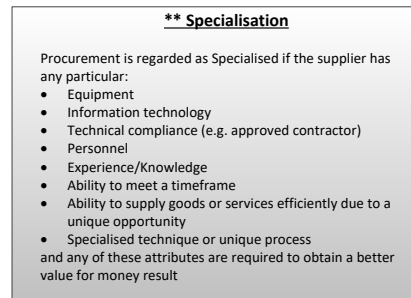 ** Specialisation
Procurement is regarded as Specialised if the supplier has
any particular:
• Equipment
• Information technology
• Technical compliance (e.g. approved contractor)
• Personnel
• Experience/Knowledge
• Ability to meet a timeframe
• Ability to supply goods or services efficiently due to a
unique opportunity
• Specialised technique or unique process
and any of these attributes are required to obtain a better
value for money result